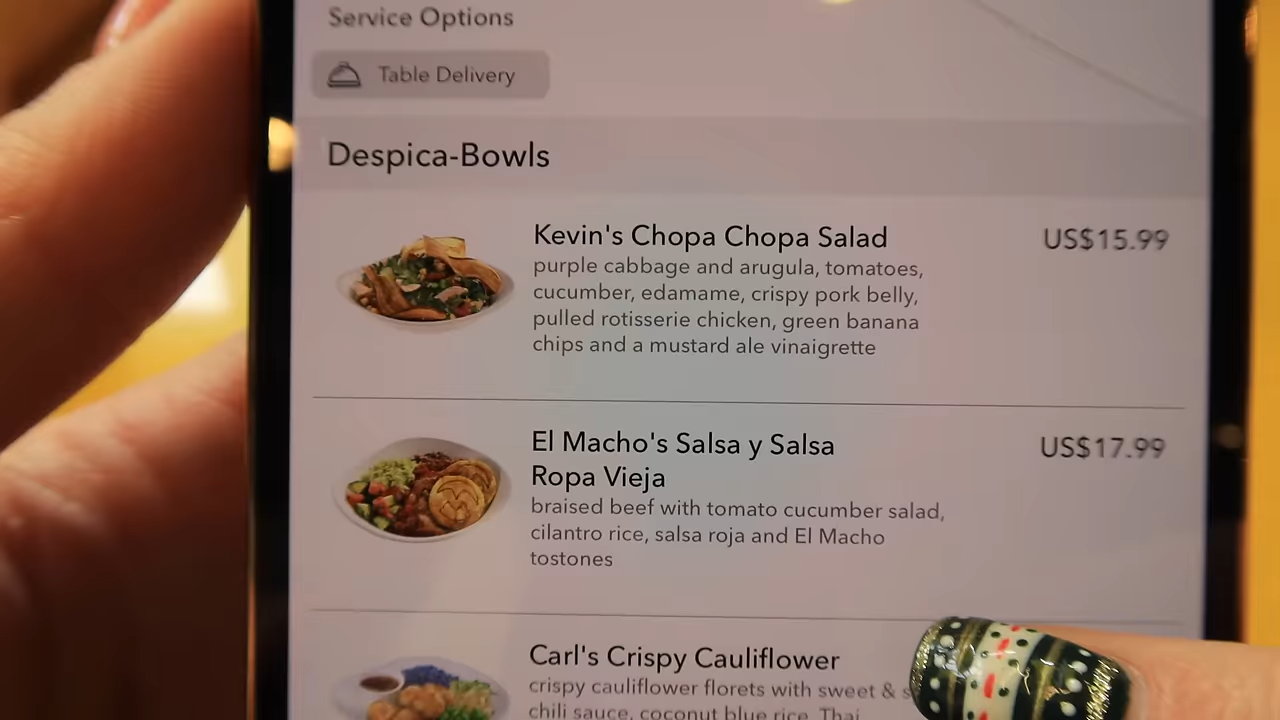 Service Options
Table Delivery
Despica-Bowls
Kevin's Chopa Chopa Salad
US$15.99
purple cabbage and arugula, tomatoes,
cucumber, edamame, crispy pork belly,
pulled rotisserie chicken, green banana
chips and a mustard ale vinaigrette
El Macho's Salsa y Salsa
Ropa Vieja
US$17.99
braised beef with tomato cucumber salad,
cilantro rice, salsa roja and El Macho
tostones
Carl's Crispy Cauliflower
crispy cauliflower florets with sweet &
chili sauce, coconut blue rice, Thai